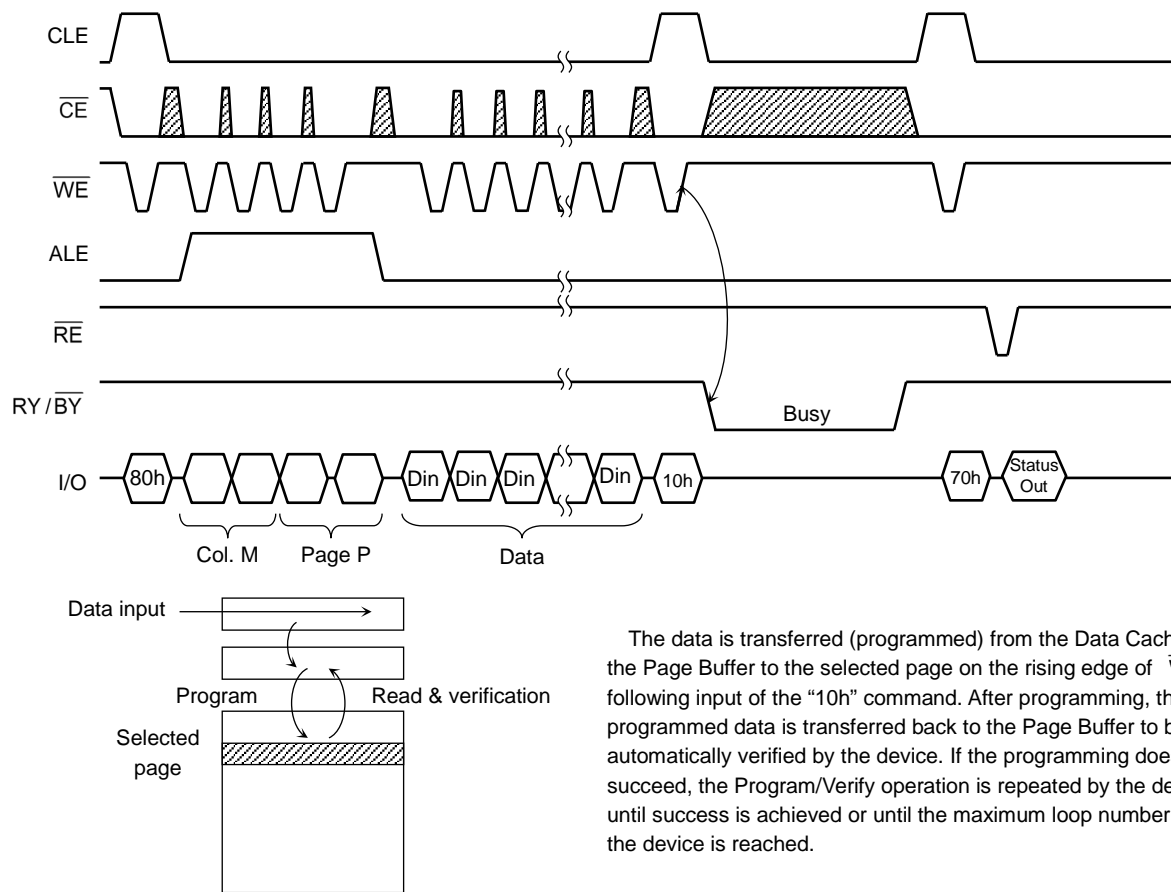 CLE
CE
WE
ALE
RE
RY / BY
Busy
I/O
80h
Din
Din
Din
Din
10h
70h
Status
Out
Col. M
Page P
Data
Data input
Program
Read & verification
Selected
page
The data is transferred (programmed) from the Data Cach
the Page Buffer to the selected page on the rising edge of
following input of the “10h” command. After programming, th
programmed data is transferred back to the Page Buffer to b
automatically verified by the device. If the programming doe
succeed, the Program/Verify operation is repeated by the de
until success is achieved or until the maximum loop number
the device is reached.